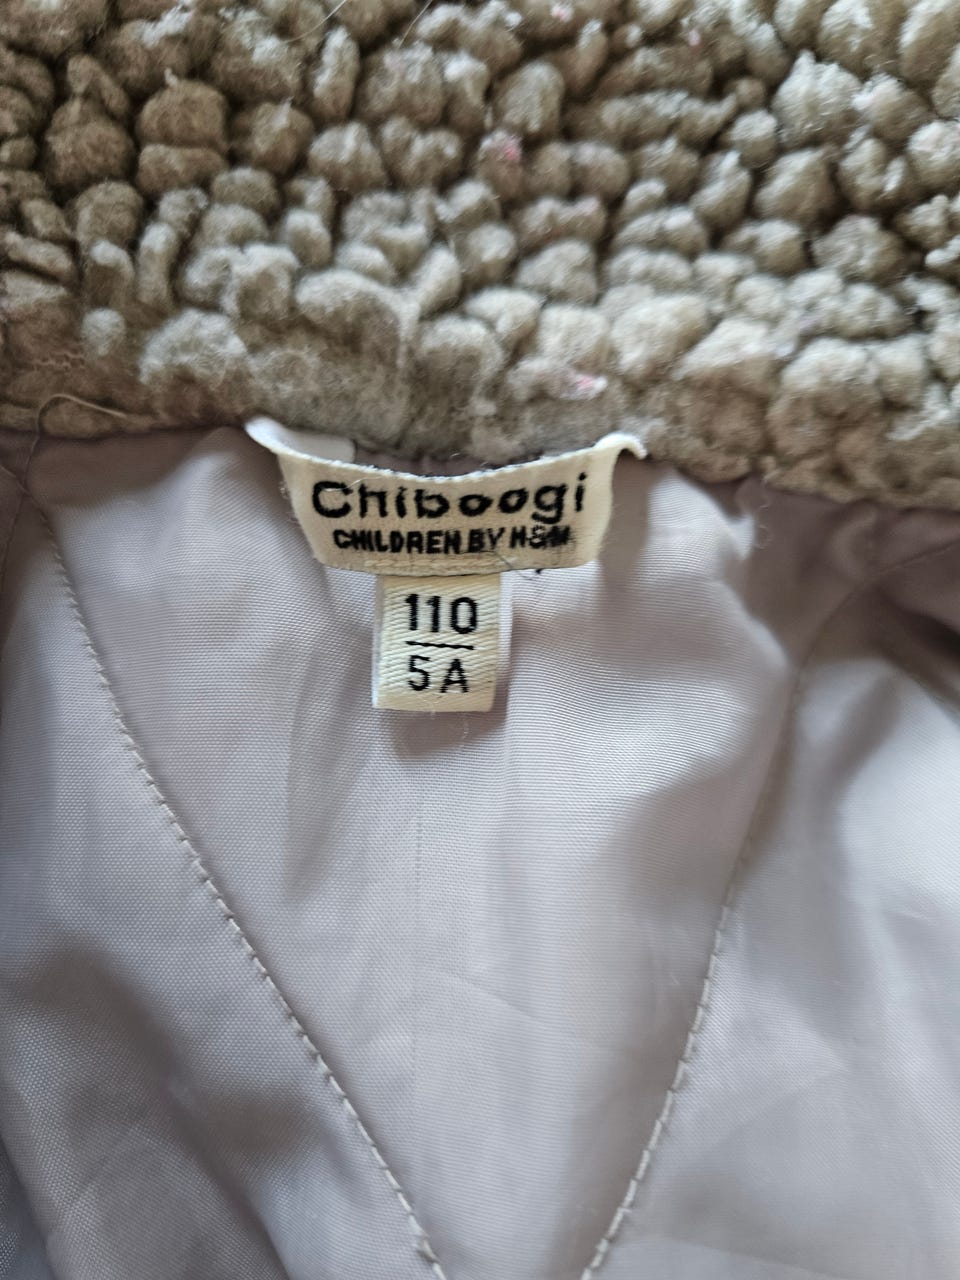 Chiboogi
CHILDREN BY H&M
110
5A